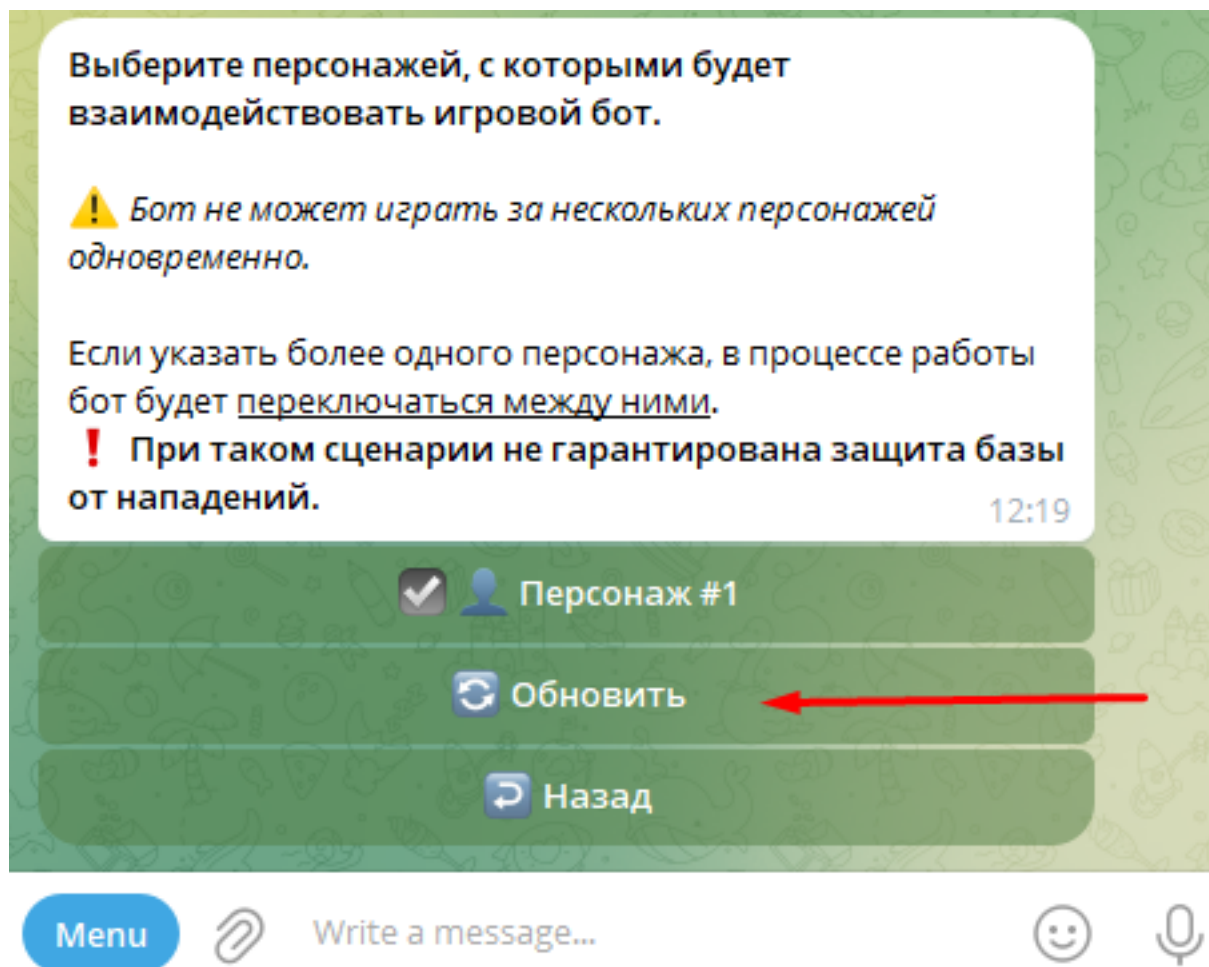 Выберите персонажей, с которыми будет
взаимодействовать игровой бот.
⚠️ Бот не может играть за нескольких персонажей
одновременно.
Если указать более одного персонажа, в процессе работы
бот будет переключаться между ними.
❗ При таком сценарии не гарантирована защита базы
от нападений.
12:19
Персонаж #1
Обновить
Назад
Menu
Write a message...